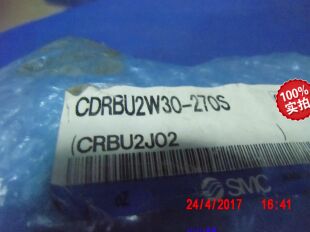 100%
实拍
CDRBU2W30-270S
(CRBU2J02
SMC
24/4/2017 16:41